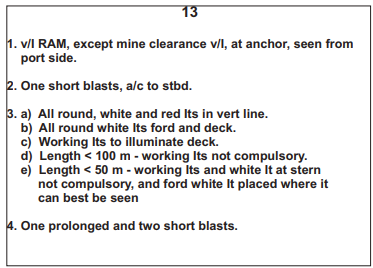 13
1. v/l RAM, except mine clearance v/l, at anchor, seen from
port side.
2. One short blasts, a/c to stbd.
3. a) All round, white and red lts in vert line.
b) All round white lts ford and deck.
c) Working lts to illuminate deck.
d) Length < 100 m - working lts not compulsory.
e) Length < 50 m - working lts and white lt at stern
not compulsory, and ford white lt placed where it
can best be seen
4. One prolonged and two short blasts.